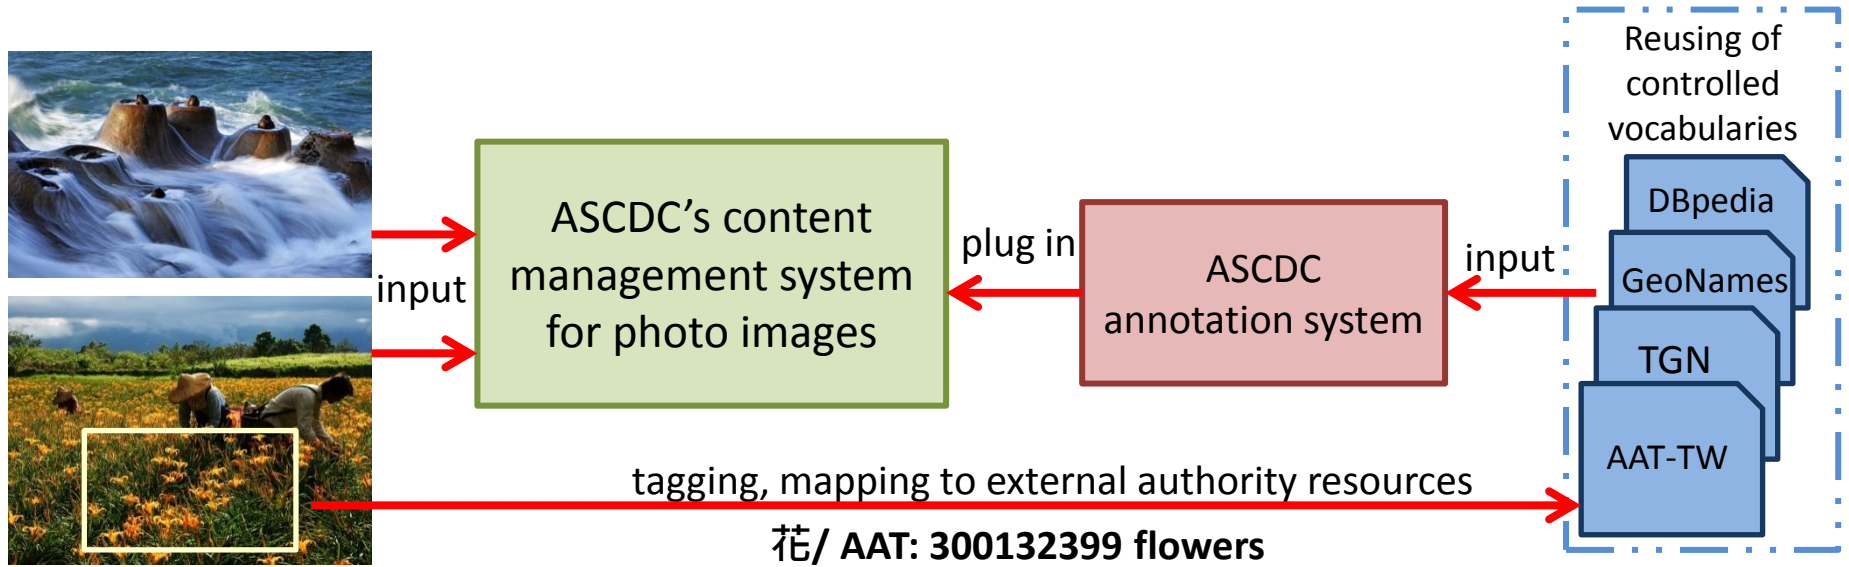 Reusing of
controlled
vocabularies
DBpedia
GeoNames
TGN
AAT-TW
input
ASCDC’s content
management system
for photo images
plug in
ASCDC
annotation system
input
tagging, mapping to external authority resources
花/ AAT: 300132399 flowers